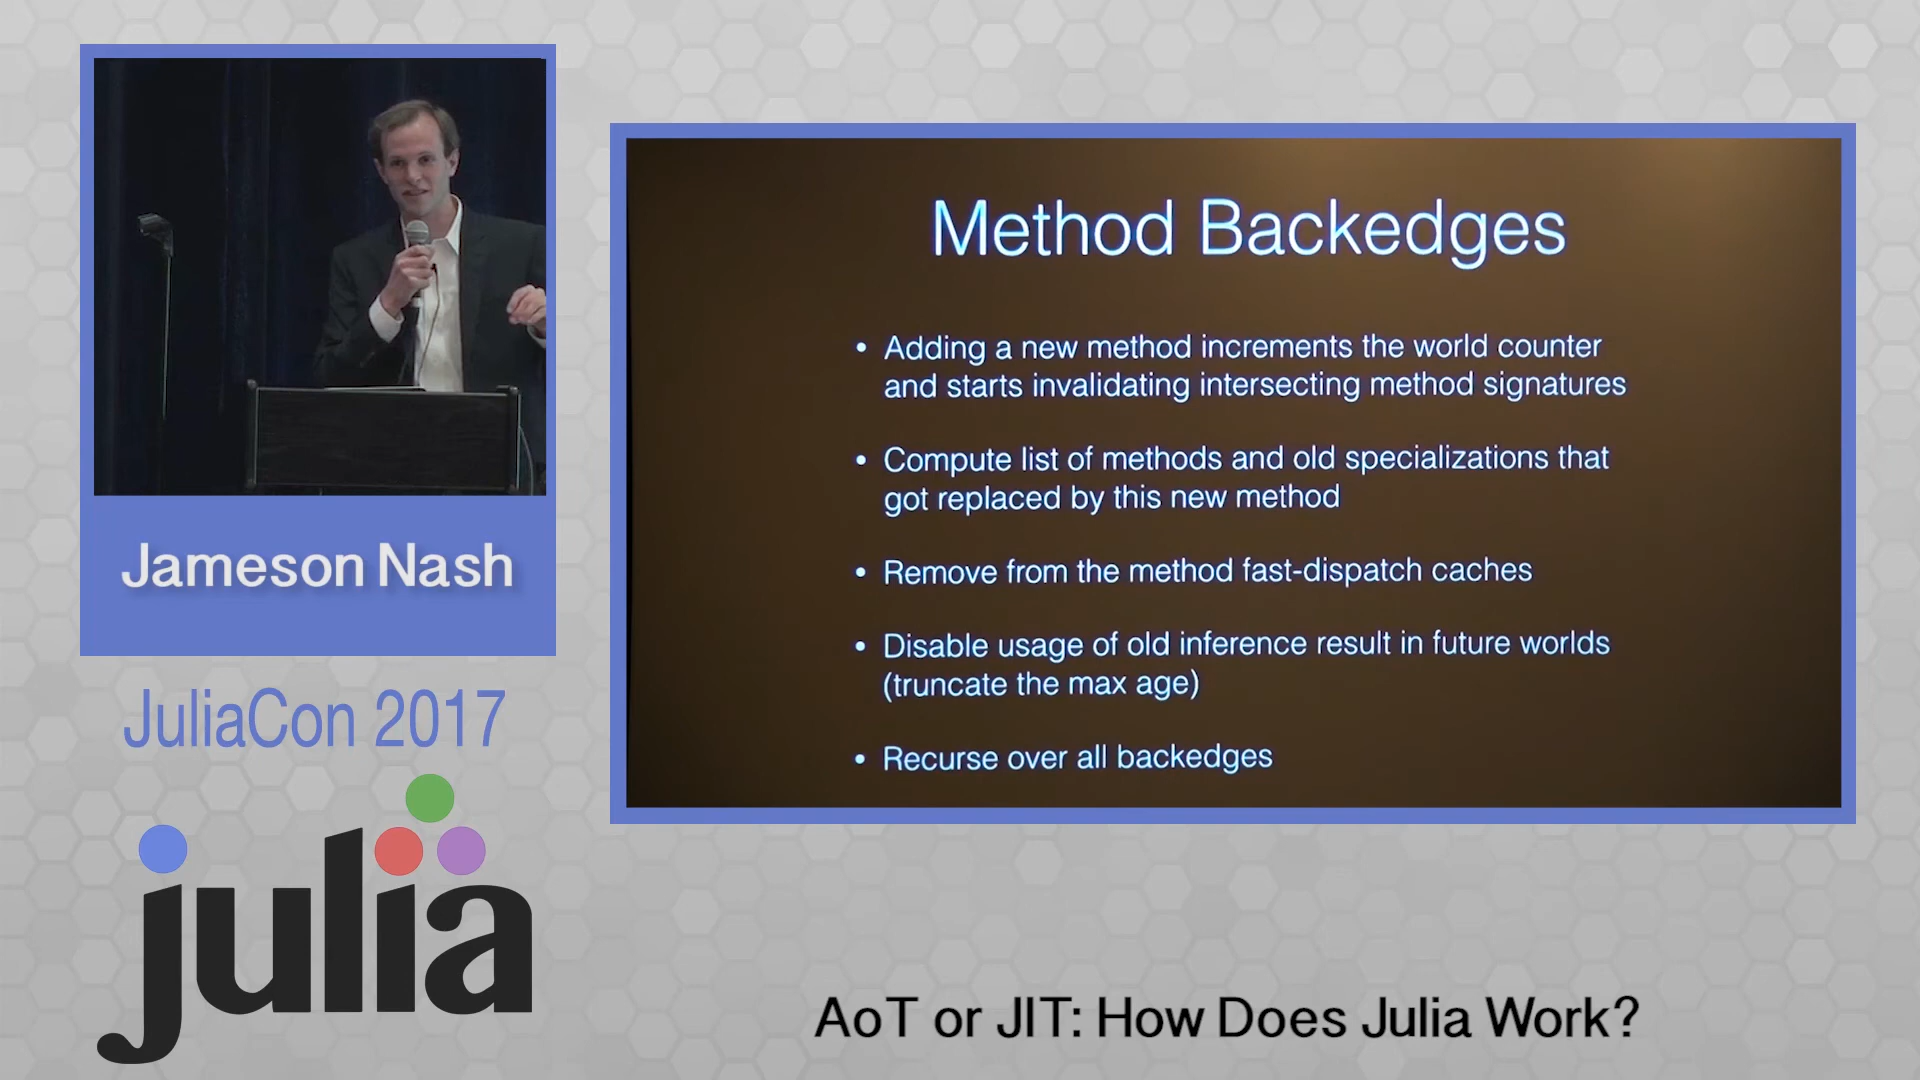 Jameson Nash
JuliaCon 2017
julia
Method Backedges
• Adding a new method increments the world counter
and starts invalidating intersecting method signatures
• Compute list of methods and old specializations that
got replaced by this new method
• Remove from the method fast-dispatch caches
• Disable usage of old inference result in future worlds
(truncate the max age)
• Recurse over all backedges
AoT or JIT: How Does Julia Work?